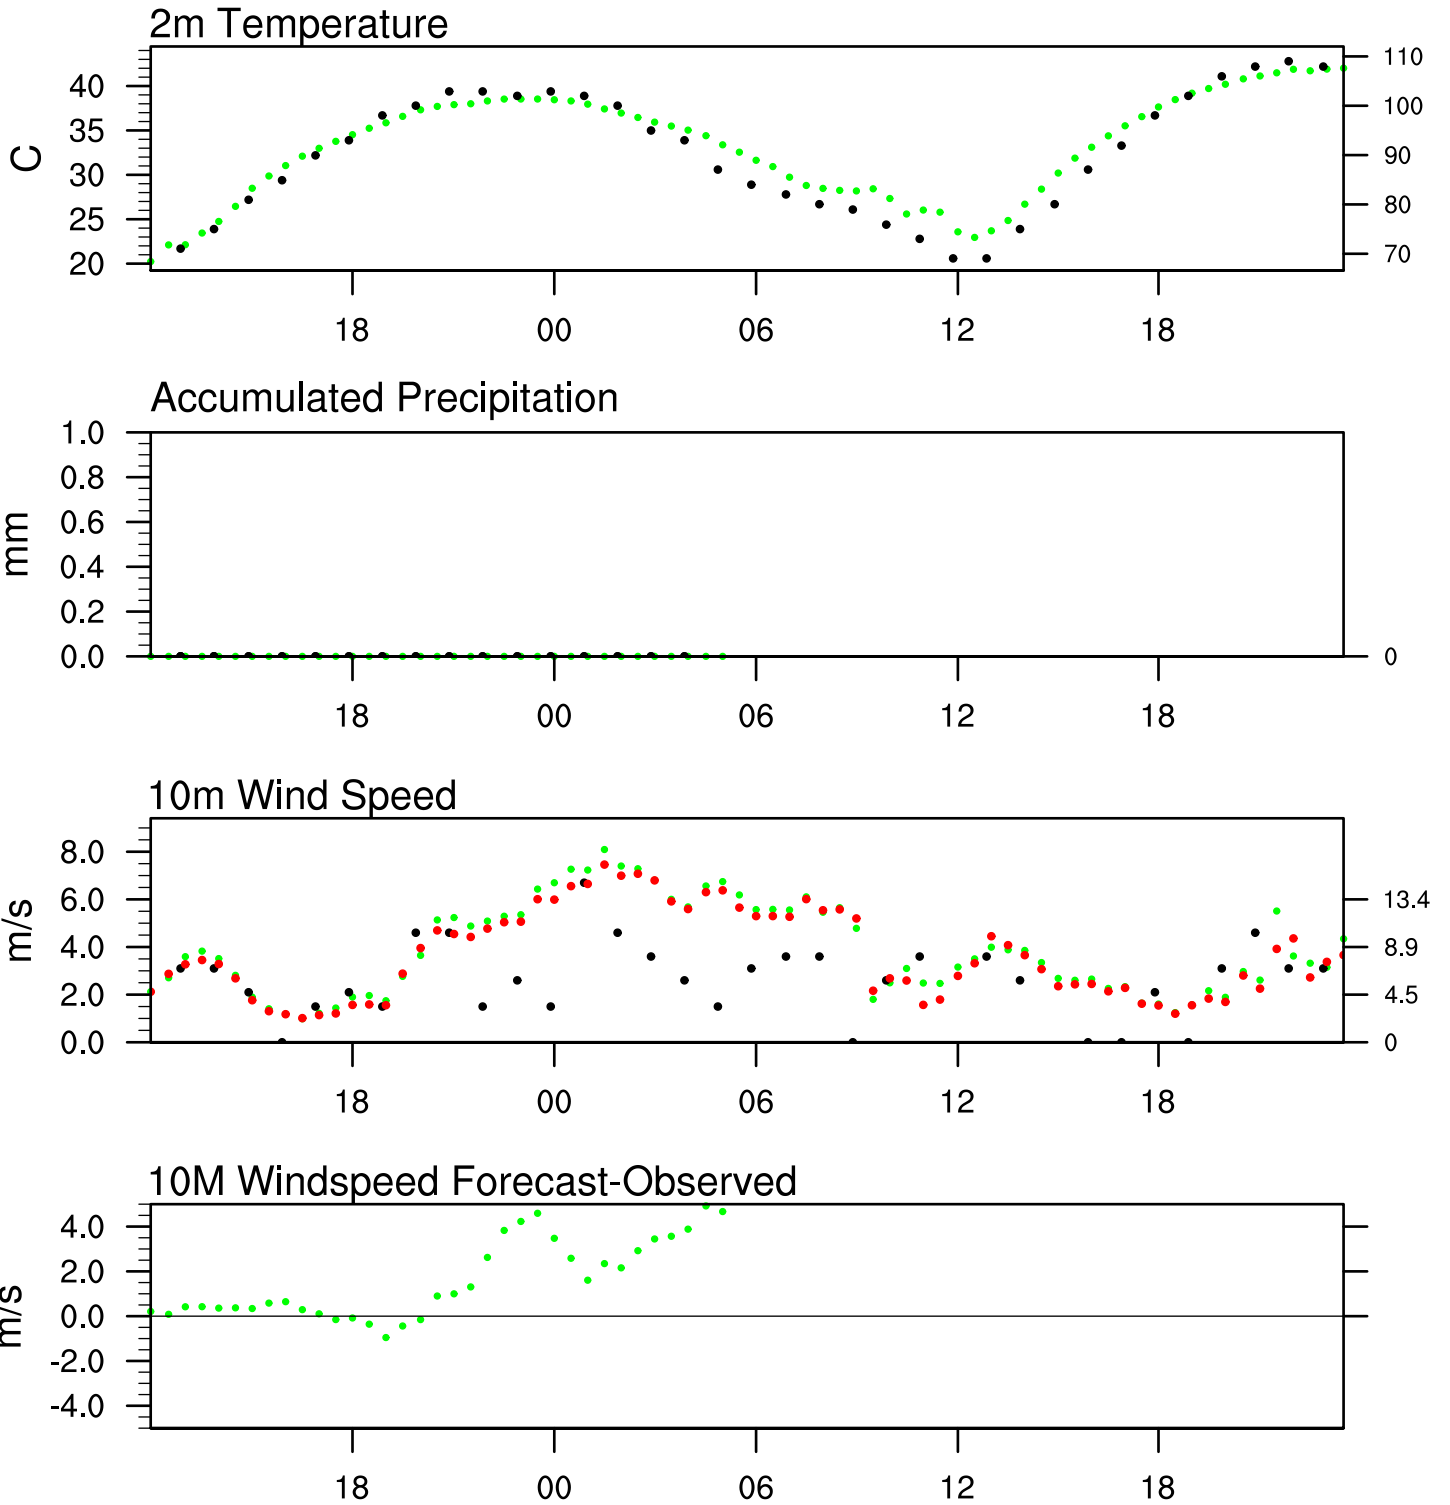 2m Temperature
C
40
35
30
25
20
110
100
90
80
70
18 00 06 12 18
Accumulated Precipitation
mm
1.0
0.8
0.6
0.4
0.2
0.0
0
18 00 06 12 18
10m Wind Speed
m/s
8.0
6.0
4.0
2.0
0.0
13.4
8.9
4.5
0
18 00 06 12 18
10M Windspeed Forecast-Observed
m/s
4.0
2.0
0.0
-2.0
-4.0
18 00 06 12 18